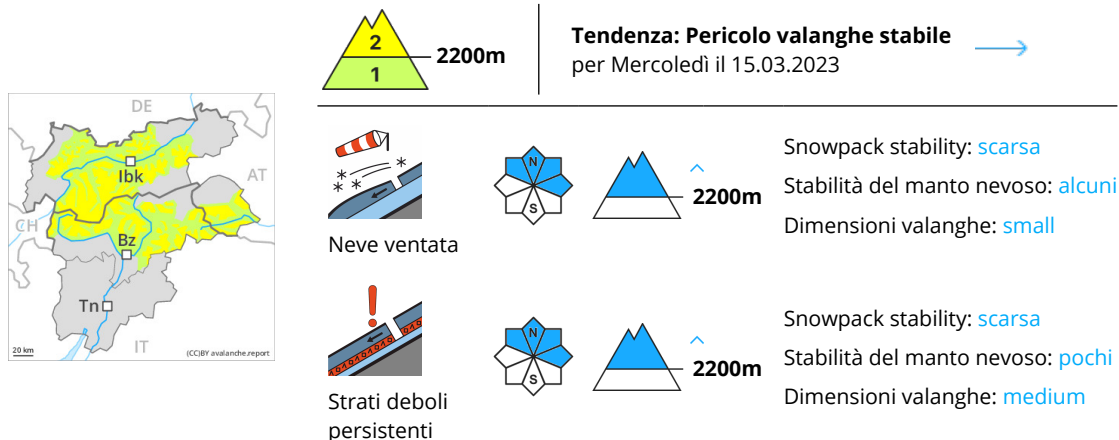 DE
Ibk
AT
CH
Bz
Tn
IT
20 km
(CC)BY avalanche.report
2
1
2200m
Tendenza: Pericolo valanghe stabile
per Mercoledì il 15.03.2023
Neve ventata
N
S
2200m
Snowpack stability: scarsa
Stabilità del manto nevoso: alcuni
Dimensioni valanghe: small
Strati deboli
persistenti
N
S
2200m
Snowpack stability: scarsa
Stabilità del manto nevoso: pochi
Dimensioni valanghe: medium